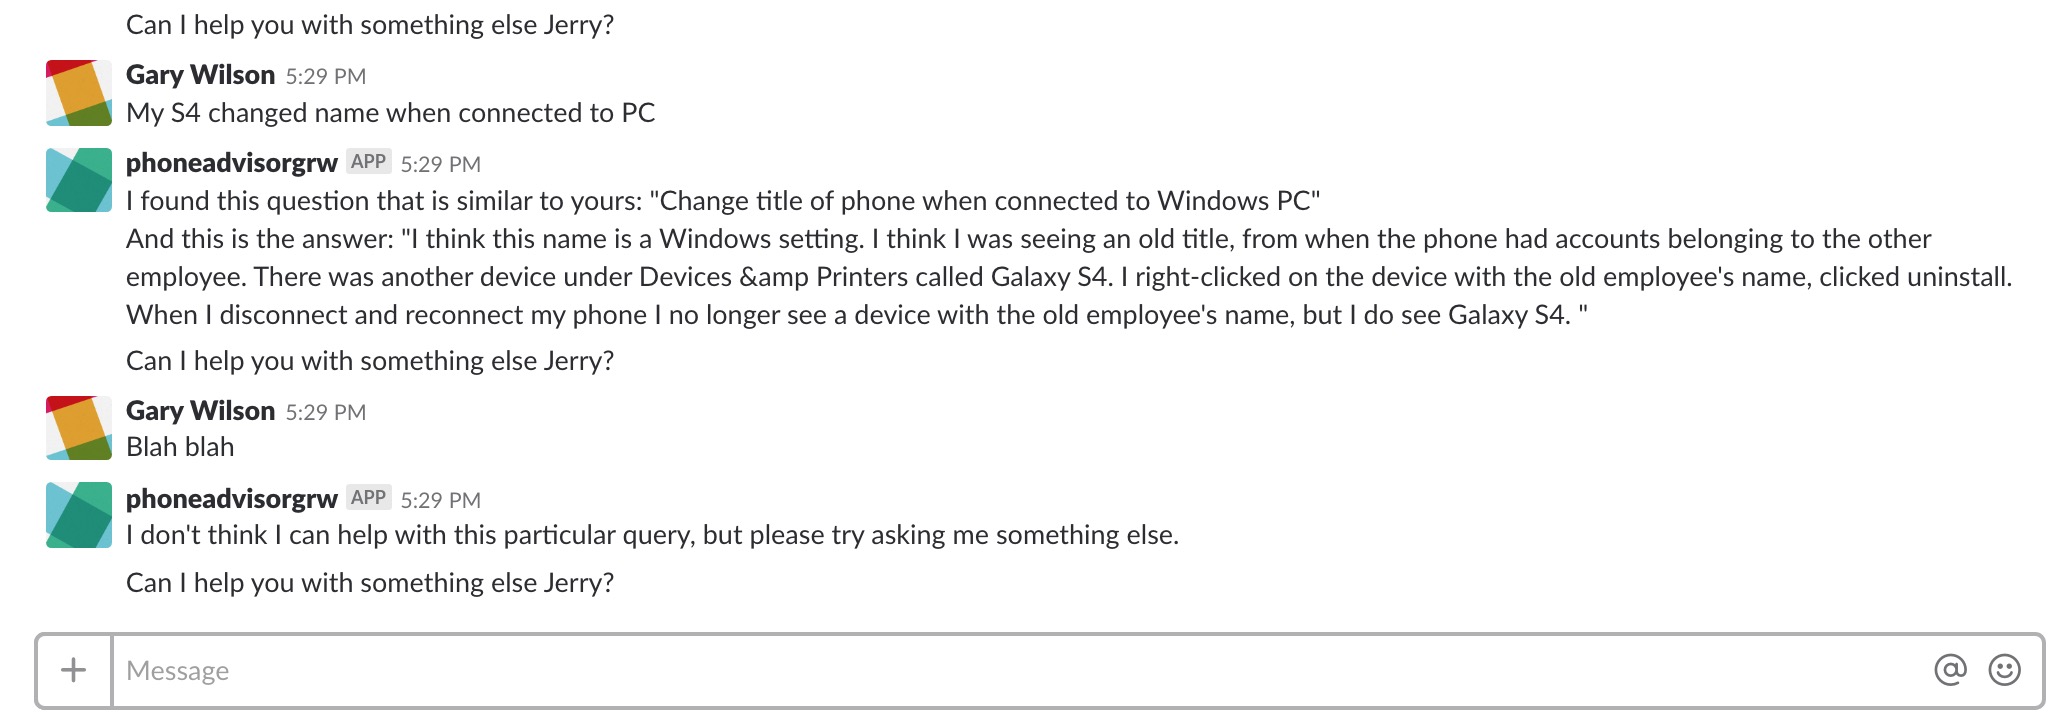 Can I help you with something else Jerry?
Gary Wilson 5:29 PM
My S4 changed name when connected to PC
phoneadvisorgrw APP 5:29 PM
I found this question that is similar to yours: "Change title of phone when connected to Windows PC"
And this is the answer: "I think this name is a Windows setting. I think I was seeing an old title, from when the phone had accounts belonging to the other
employee. There was another device under Devices &amp Printers called Galaxy S4. I right-clicked on the device with the old employee's name, clicked uninstall.
When I disconnect and reconnect my phone I no longer see a device with the old employee's name, but I do see Galaxy S4. "
Can I help you with something else Jerry?
Gary Wilson 5:29 PM
Blah blah
phoneadvisorgrw APP 5:29 PM
I don't think I can help with this particular query, but please try asking me something else.
Can I help you with something else Jerry?
Message